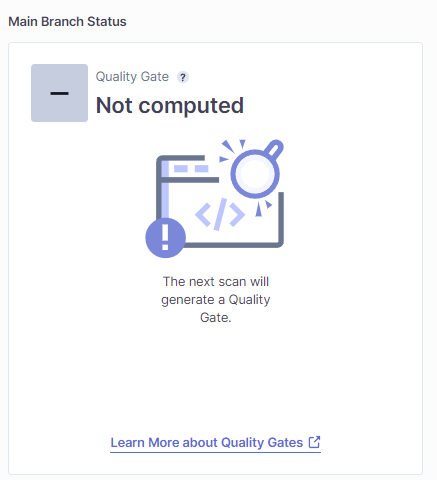 Main Branch Status
Quality Gate ?
Not computed
The next scan will
generate a Quality
Gate.
Learn More about Quality Gates